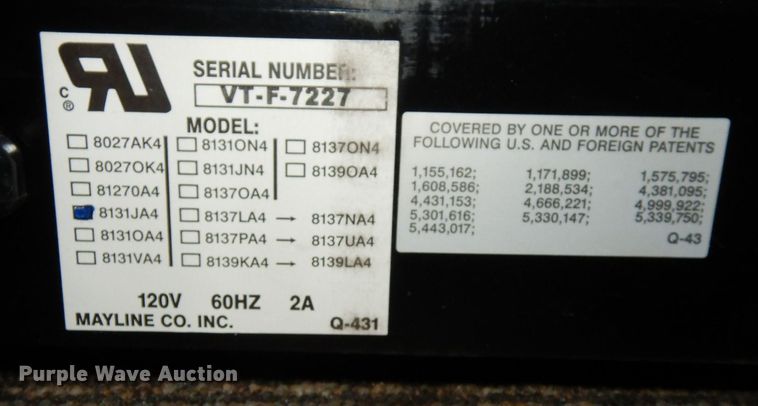 RU
C
®
SERIAL NUMBER:
VT-F-7227
MODEL:
8027AK4 8131ON4 8137ON4
8027OK4 8131JN4 8139OA4
81270A4 8137OA4
8131JA4 8137LA4 → 8137NA4
8131OA4 8137PA4 → 8137UA4
8131VA4 8139KA4 → 8139LA4
120V 60HZ 2A
MAYLINE CO. INC. Q-431
COVERED BY ONE OR MORE OF THE
FOLLOWING U.S. AND FOREIGN PATENTS
1,155,162; 1,171,899; 1,575,795;
1,608,586; 2,188,534; 4,381,095;
4,431,153; 4,666,221; 4,999,922;
5,301,616; 5,330,147; 5,339,750;
5,443,017; Q-43
Purple Wave Auction